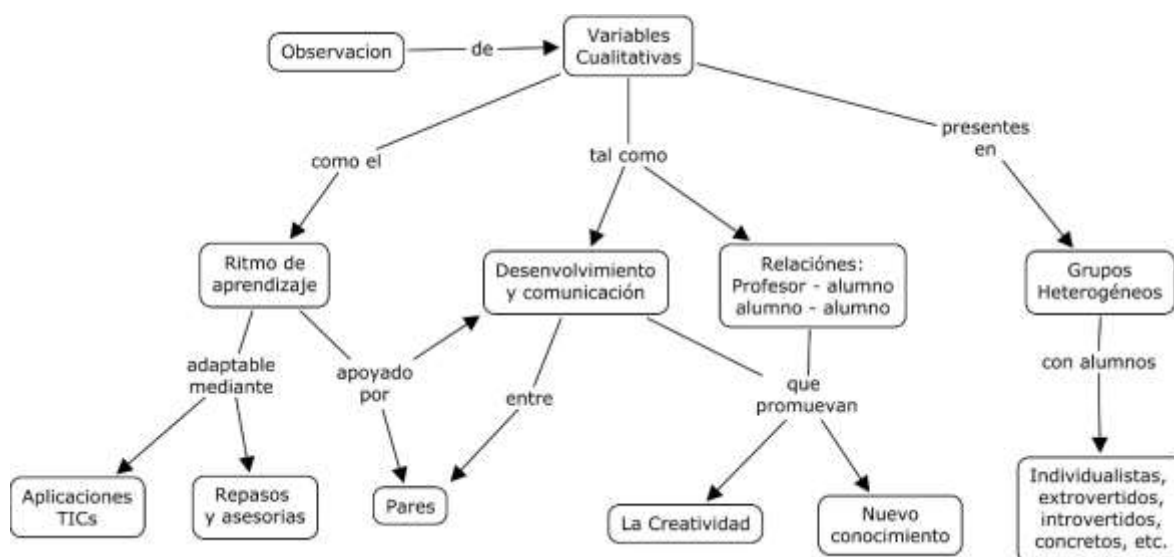 Observacion
de
Variables
Cualitativas
como el
tal como
presentes
en
Ritmo de
aprendizaje
Desenvolvimiento
y comunicación
Relaciónes:
Profesor - alumno
alumno - alumno
Grupos
Heterogéneos
adaptable
mediante
apoyado
por
entre
que
promuevan
con alumnos
Aplicaciones
TICs
Repasos
y asesorias
Pares
La Creatividad
Nuevo
conocimiento
Individualistas,
extrovertidos,
introvertidos,
concretos, etc.